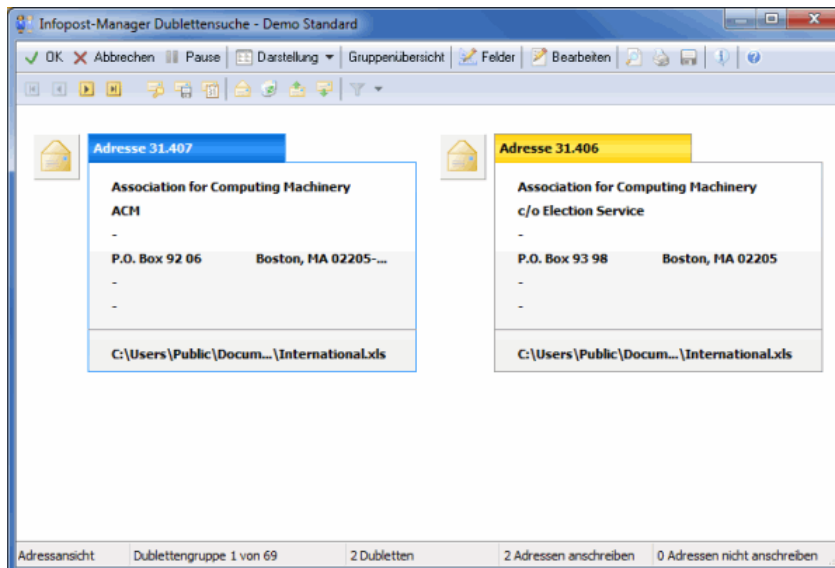 Infopost-Manager Dublettensuche - Demo Standard
OK Abbrechen Pause Darstellung Gruppenübersicht Felder Bearbeiten
Adresse 31.407
Association for Computing Machinery
ACM
-
P.O. Box 92 06 Boston, MA 02205-...
-
-
C:\Users\Public\Docum...\International.xls
Adresse 31.406
Association for Computing Machinery
c/o Election Service
-
P.O. Box 93 98 Boston, MA 02205
-
-
C:\Users\Public\Docum...\International.xls
Adressansicht Dublettengruppe 1 von 69 2 Dubletten 2 Adressen anschreiben 0 Adressen nicht anschreiben